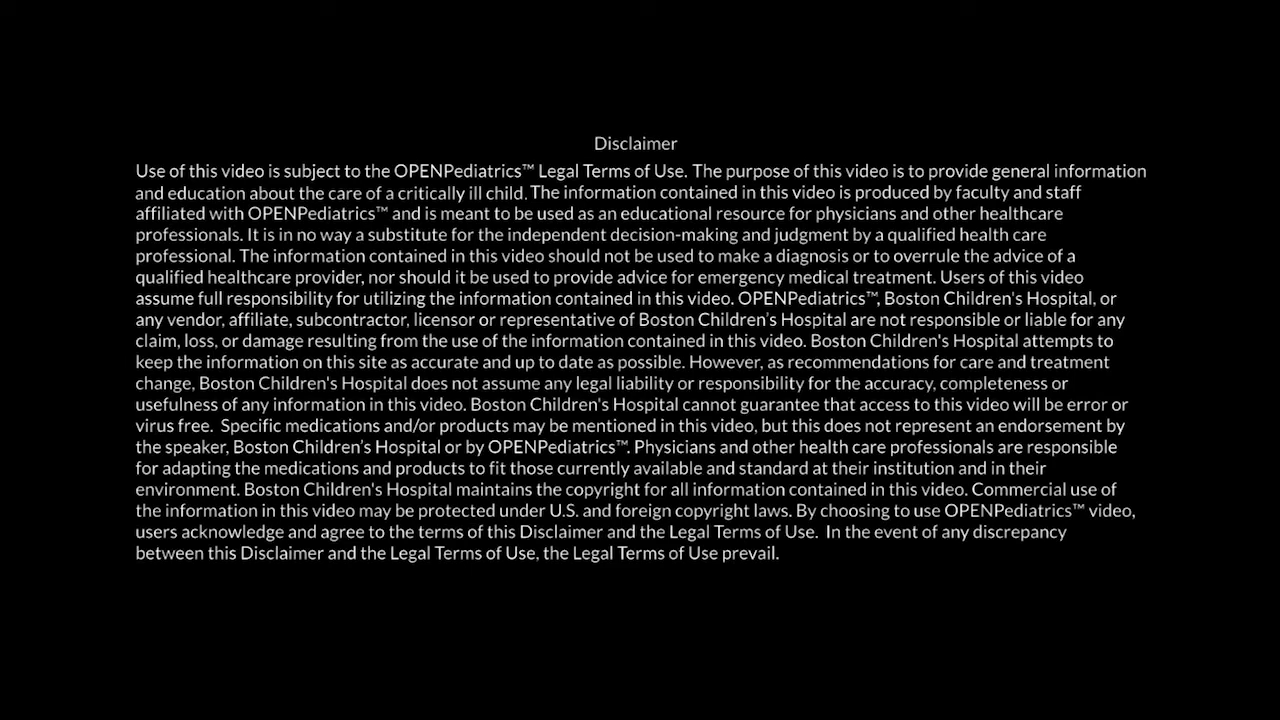 Disclaimer
Use of this video is subject to the OPENPediatrics™ Legal Terms of Use. The purpose of this video is to provide general information
and education about the care of a critically ill child. The information contained in this video is produced by faculty and staff
affiliated with OPENPediatrics™ and is meant to be used as an educational resource for physicians and other healthcare
professionals. It is in no way a substitute for the independent decision-making and judgment by a qualified health care
professional. The information contained in this video should not be used to make a diagnosis or to overrule the advice of a
qualified healthcare provider, nor should it be used to provide advice for emergency medical treatment. Users of this video
assume full responsibility for utilizing the information contained in this video. OPENPediatrics™, Boston Children's Hospital, or
any vendor, affiliate, subcontractor, licensor or representative of Boston Children’s Hospital are not responsible or liable for any
claim, loss, or damage resulting from the use of the information contained in this video. Boston Children's Hospital attempts to
keep the information on this site as accurate and up to date as possible. However, as recommendations for care and treatment
change, Boston Children's Hospital does not assume any legal liability or responsibility for the accuracy, completeness or
usefulness of any information in this video. Boston Children's Hospital cannot guarantee that access to this video will be error or
virus free.  Specific medications and/or products may be mentioned in this video, but this does not represent an endorsement by
the speaker, Boston Children’s Hospital or by OPENPediatrics™. Physicians and other health care professionals are responsible
for adapting the medications and products to fit those currently available and standard at their institution and in their
environment. Boston Children's Hospital maintains the copyright for all information contained in this video. Commercial use of
the information in this video may be protected under U.S. and foreign copyright laws. By choosing to use OPENPediatrics™ video,
users acknowledge and agree to the terms of this Disclaimer and the Legal Terms of Use.  In the event of any discrepancy
between this Disclaimer and the Legal Terms of Use, the Legal Terms of Use prevail.